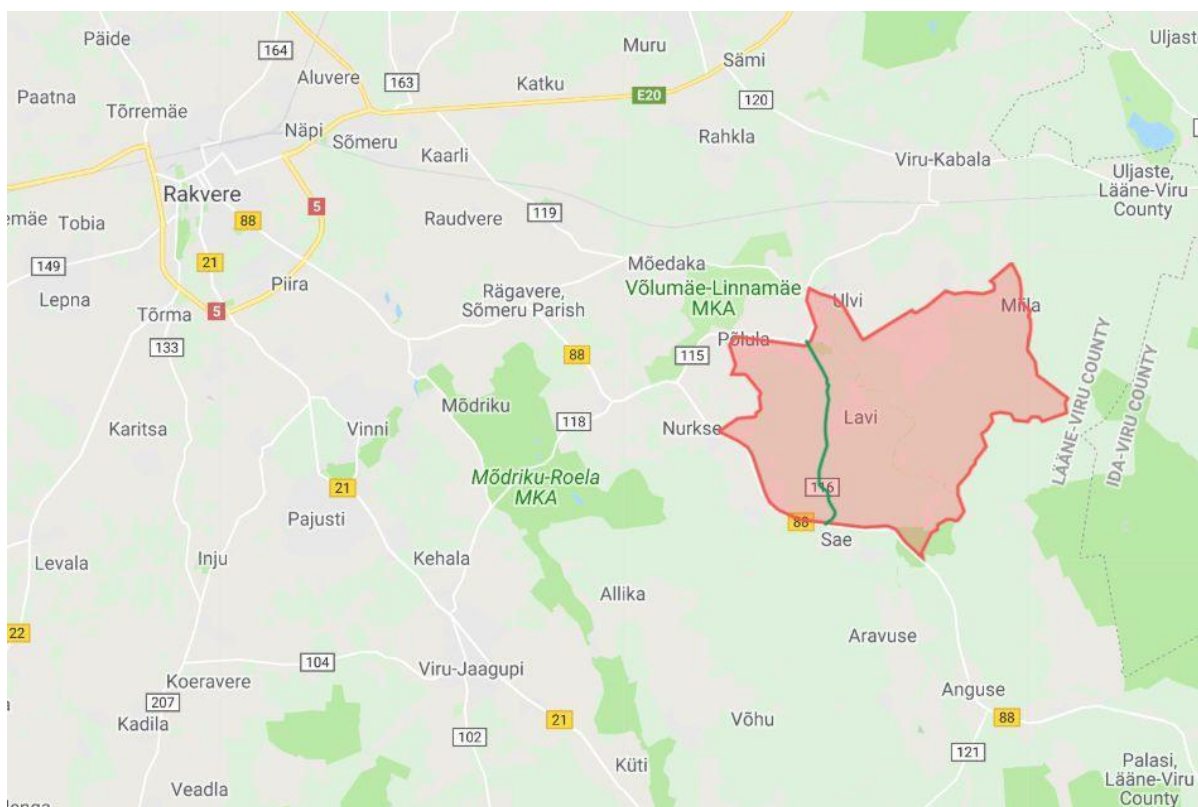 Päide
164
Muru
Uljast
Sämi
Aluvere
163
Katku
Paatna
E20
120
Tõrremäe
Näpi
Sõmeru
Rahkla
Kaarli
Viru-Kabala
Rakvere
Uljaste,
Lääne-Viru
County
emäe
Tobia
88
5
Raudvere
119
149
21
Mõedaka
Lepna
Piira
Võlumäe-Linnamäe
MKA
Ulvi
Miila
Rägavere,
Sõmeru Parish
5
Tõrma
133
Põlula
88
115
LÄÄNE-VIRU COUNTY
IDA-VIRU COUNTY
Mõdriku
Lavi
Karitsa
Vinni
118
Nurkse
Mõdriku-Roela
MKA
21
116
Pajusti
88
Sae
Levala
Inju
Kehala
Allika
22
Aravuse
104
Viru-Jaagupi
Koeravere
207
Anguse
Kadila
21
Võhu
88
102
121
Küti
Palasi,
Lääne-Viru
County
Veadla